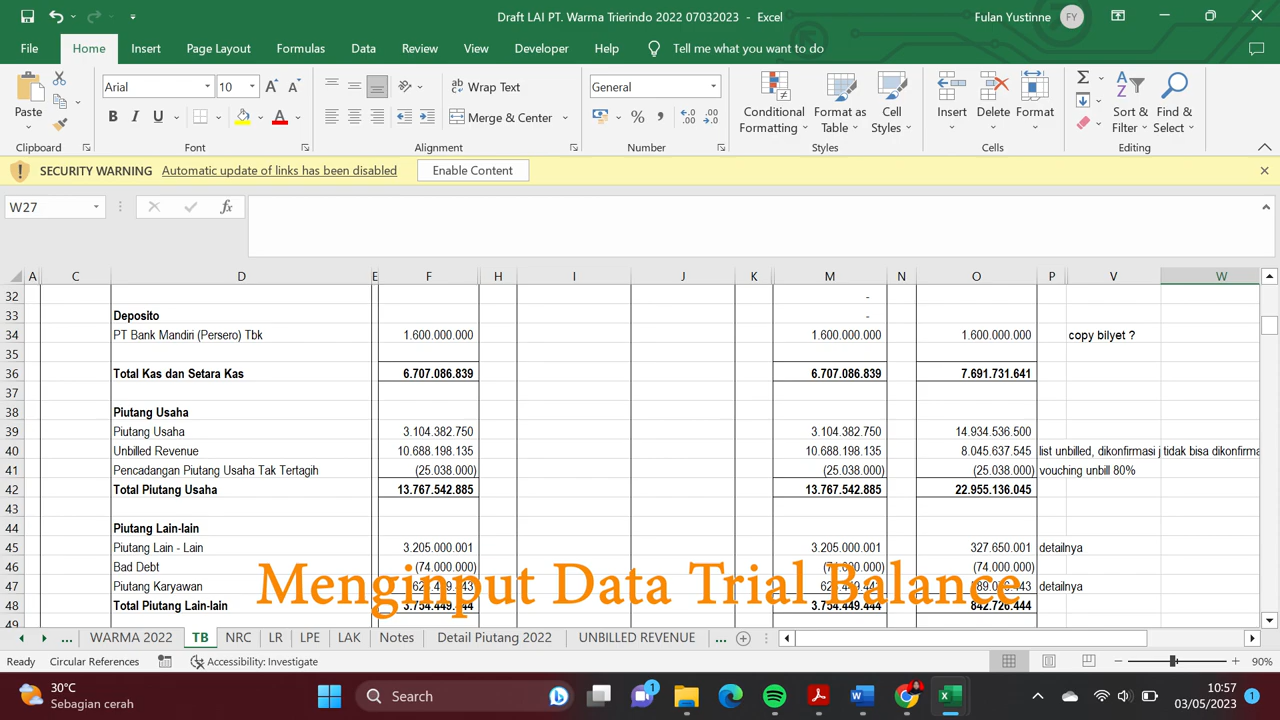 Draft LAI PT. Warma Trierindo 2022 07032023 - Excel
Fulan Yustinne FY
File Home Insert Page Layout Formulas Data Review View Developer Help Tell me what you want to do
Paste
Arial 10
B I U A
Wrap Text
Merge & Center
General
Conditional Formatting
Format as Table
Cell Styles
Insert Delete Format
Sort & Filter
Find & Select
Clipboard Font Alignment Number Styles Cells Editing
SECURITY WARNING Automatic update of links has been disabled Enable Content
W27 fx
A C D E F H I J K M N O P V W
32 -
33 Deposito -
34 PT Bank Mandiri (Persero) Tbk 1.600.000.000 1.600.000.000 1.600.000.000 copy bilyet ?
35
36 Total Kas dan Setara Kas 6.707.086.839 6.707.086.839 7.691.731.641
37
38 Piutang Usaha
39 Piutang Usaha 3.104.382.750 3.104.382.750 14.934.536.500
40 Unbilled Revenue 10.688.198.135 10.688.198.135 8.045.637.545 list unbilled, dikonfirmasi j tidak bisa dikonfirma
41 Pencadangan Piutang Usaha Tak Tertagih (25.038.000) (25.038.000) (25.038.000) vouching unbill 80%
42 Total Piutang Usaha 13.767.542.885 13.767.542.885 22.955.136.045
43
44 Piutang Lain-lain
45 Piutang Lain - Lain 3.205.000.001 3.205.000.001 327.650.001 detailnya
46 Bad Debt (74.000.000) (74.000.000) (74.000.000)
47 Piutang Karyawan detailnya
48 Total Piutang Lain-lain 3.754.449.444 3.754.449.444 842.726.444
49
Menginput Data Trial Balance
... WARMA 2022 TB NRC LR LPE LAK Notes Detail Piutang 2022 UNBILLED REVENUE ...
Ready Circular References Accessibility: Investigate 90%
30°C
Sebagian cerah
Search
1
10:57
03/05/2023
1